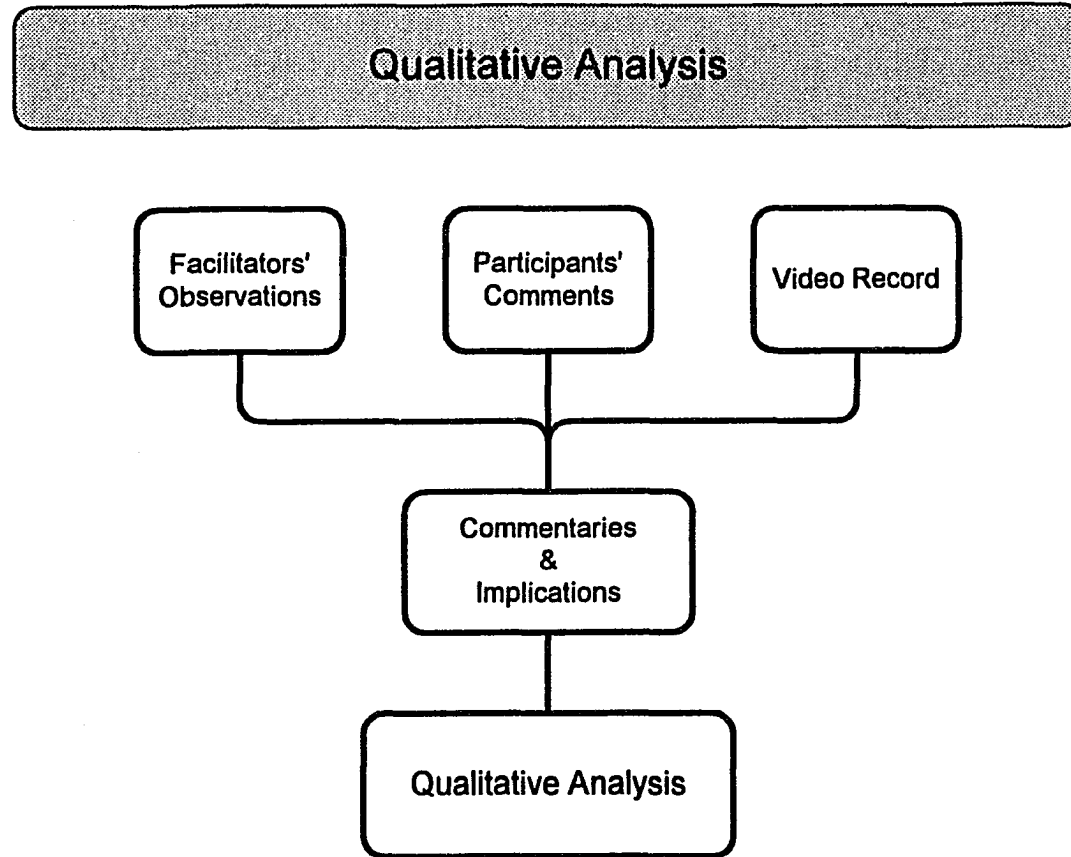 Qualitative Analysis
Facilitators'
Observations
Participants'
Comments
Video Record
Commentaries
&
Implications
Qualitative Analysis